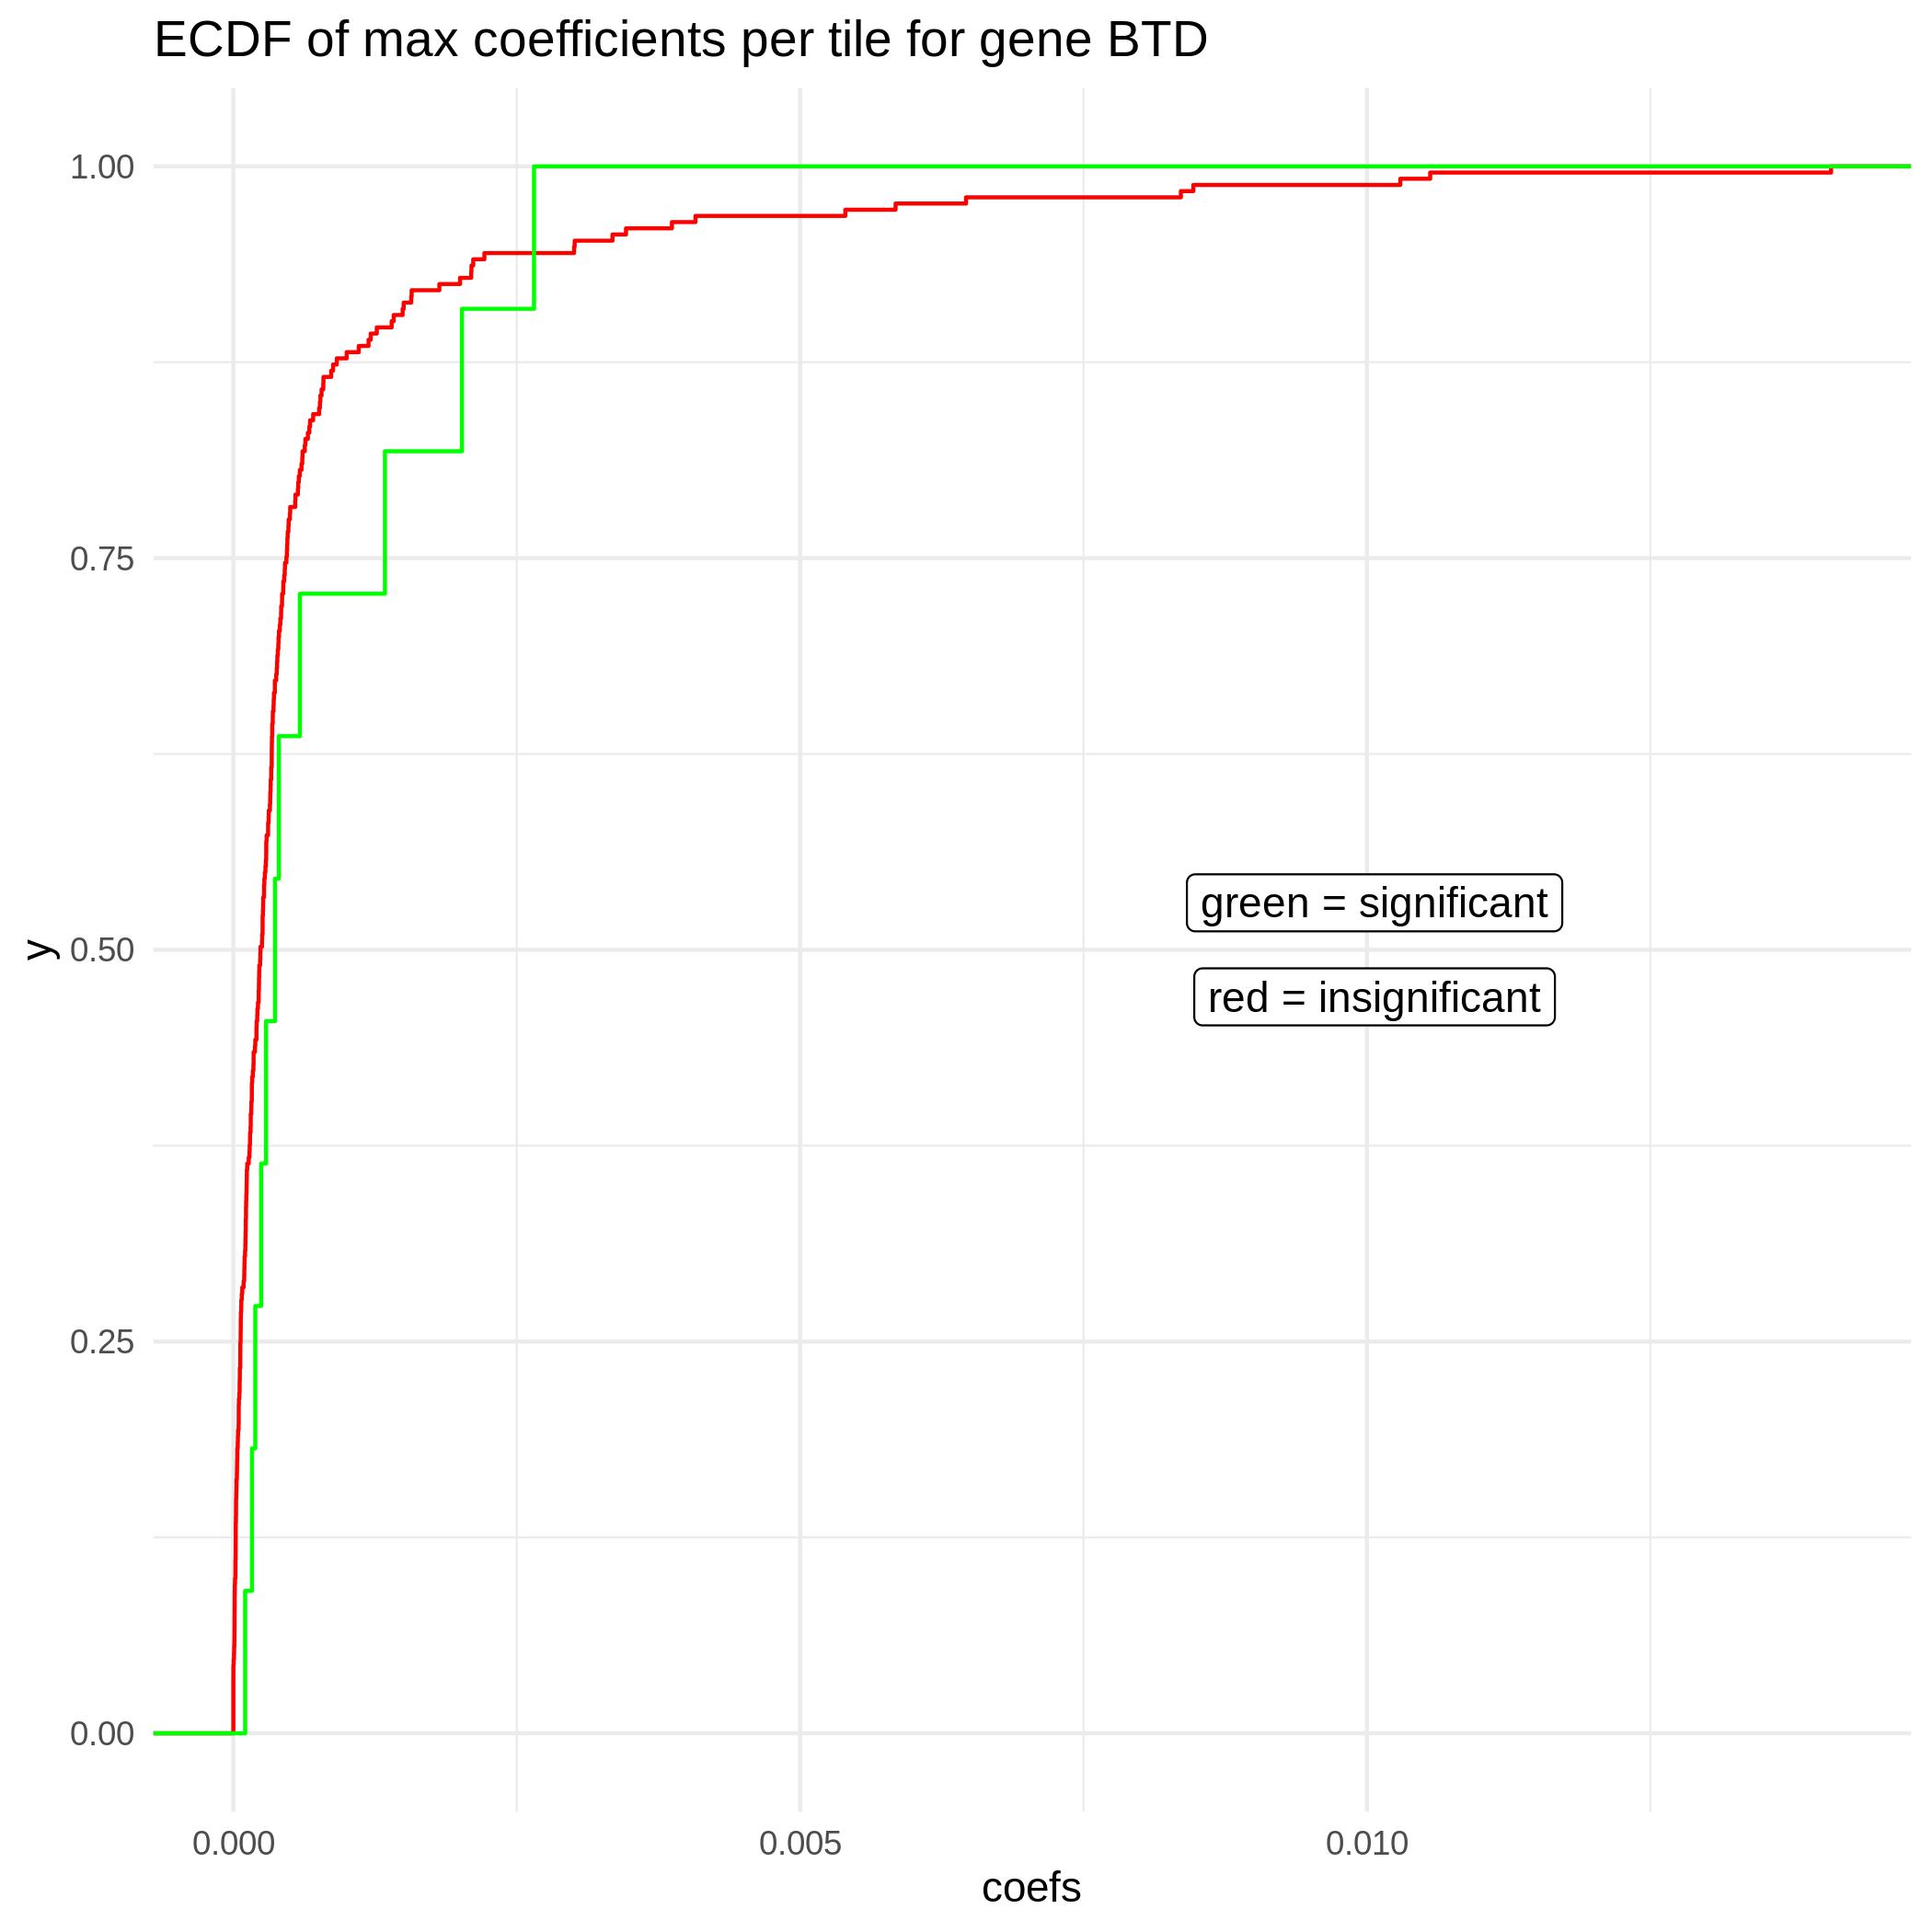 ECDF of max coefficients per tile for gene BTD
1.00
0.75
0.50
0.25
0.00
y
green = significant
red = insignificant
0.000 0.005 0.010
coefs